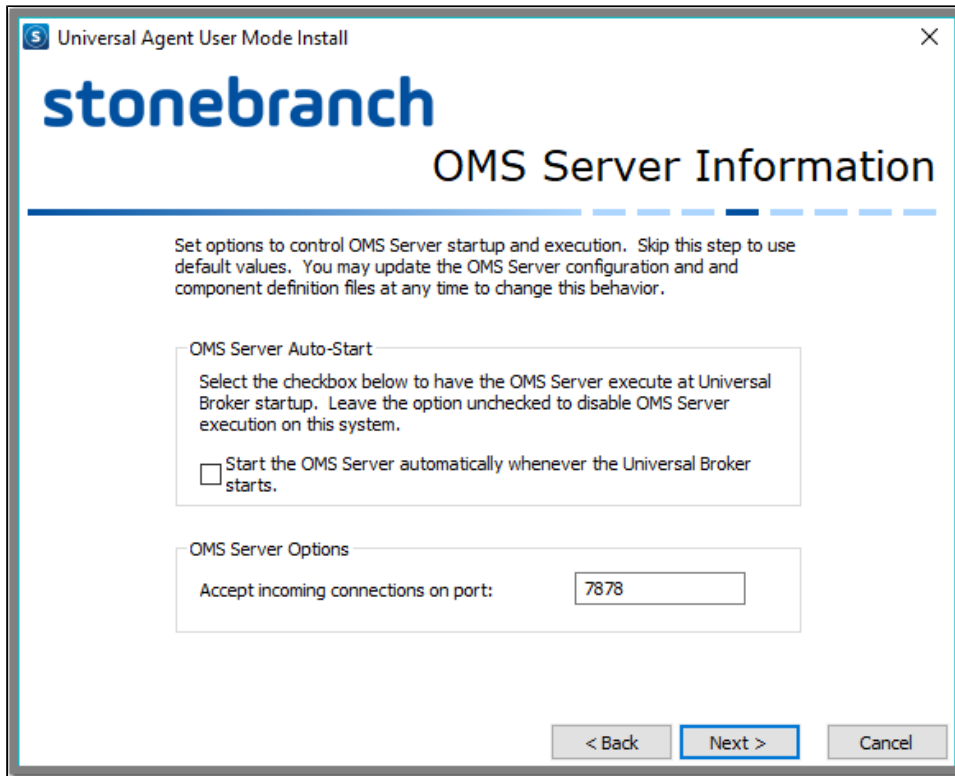 Universal Agent User Mode Install
stonebranch
OMS Server Information
Set options to control OMS Server startup and execution. Skip this step to use
default values. You may update the OMS Server configuration and and
component definition files at any time to change this behavior.
OMS Server Auto-Start
Select the checkbox below to have the OMS Server execute at Universal
Broker startup. Leave the option unchecked to disable OMS Server
execution on this system.
Start the OMS Server automatically whenever the Universal Broker
starts.
OMS Server Options
Accept incoming connections on port: 7878
< Back Next > Cancel